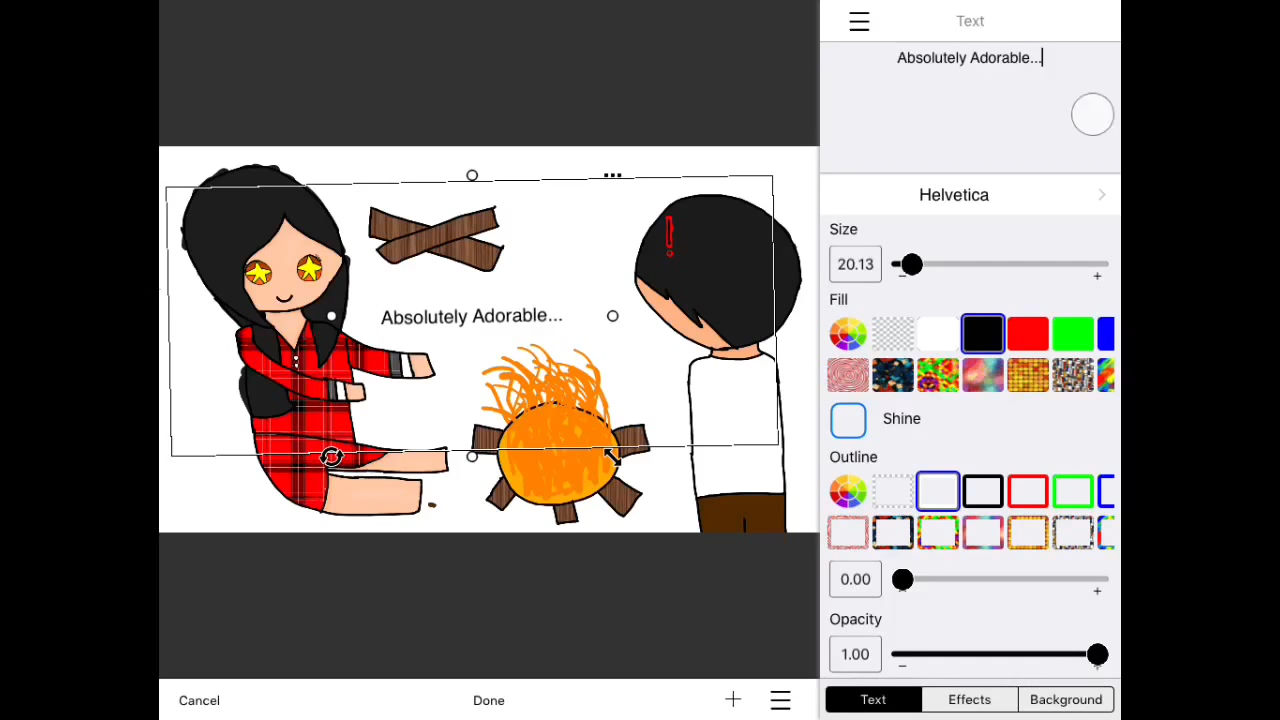 Text
Absolutely Adorable...
Helvetica
Size
20.13
Fill
Shine
Outline
0.00
Opacity
1.00
Absolutely Adorable...
!
Cancel
Done
Text
Effects
Background